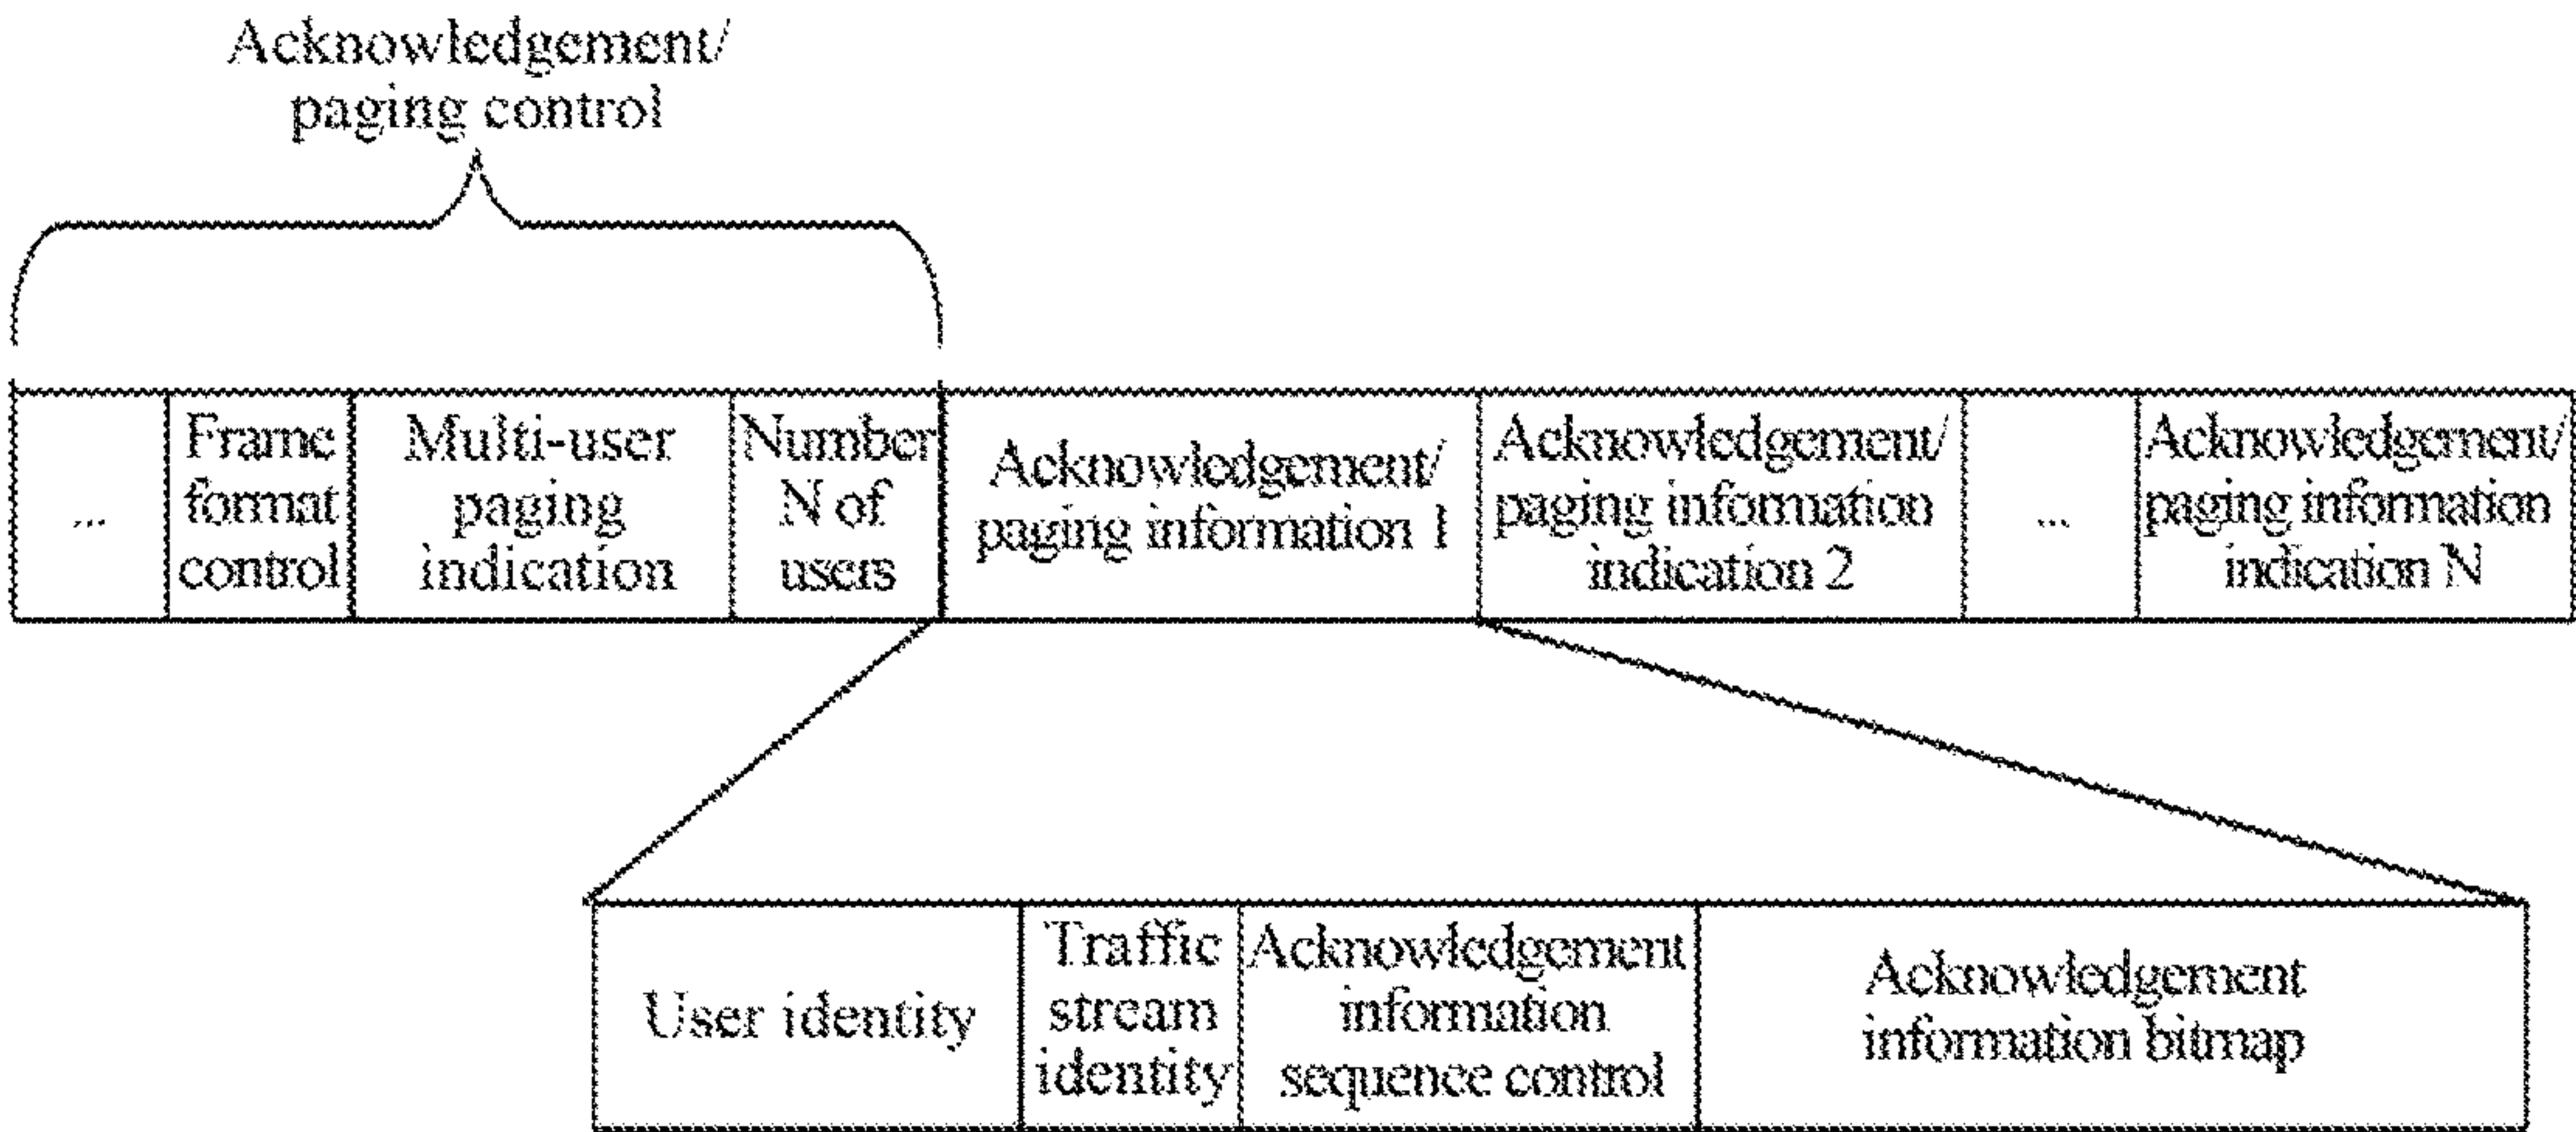 Acknowledgement/
paging control
...
Frame
format
control
Multi-user
paging
indication
Number
N of
users
Acknowledgement/
paging information 1
Acknowledgement/
paging information
indication 2
...
Acknowledgement/
paging information
indication N
User identity
Traffic
stream
identity
Acknowledgement
information
sequence control
Acknowledgement
information bitmap